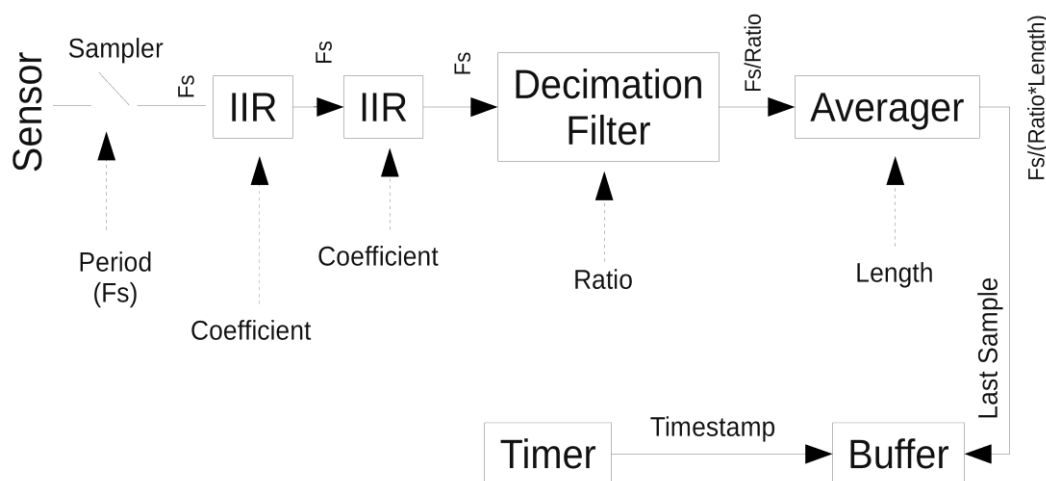 Sensor
Sampler
Fs
Fs
Fs
Fs/Ratio
Fs/(Ratio*Length)
IIR
IIR
Decimation
Filter
Averager
Period
(Fs)
Coefficient
Coefficient
Ratio
Length
Last Sample
Timer
Timestamp
Buffer